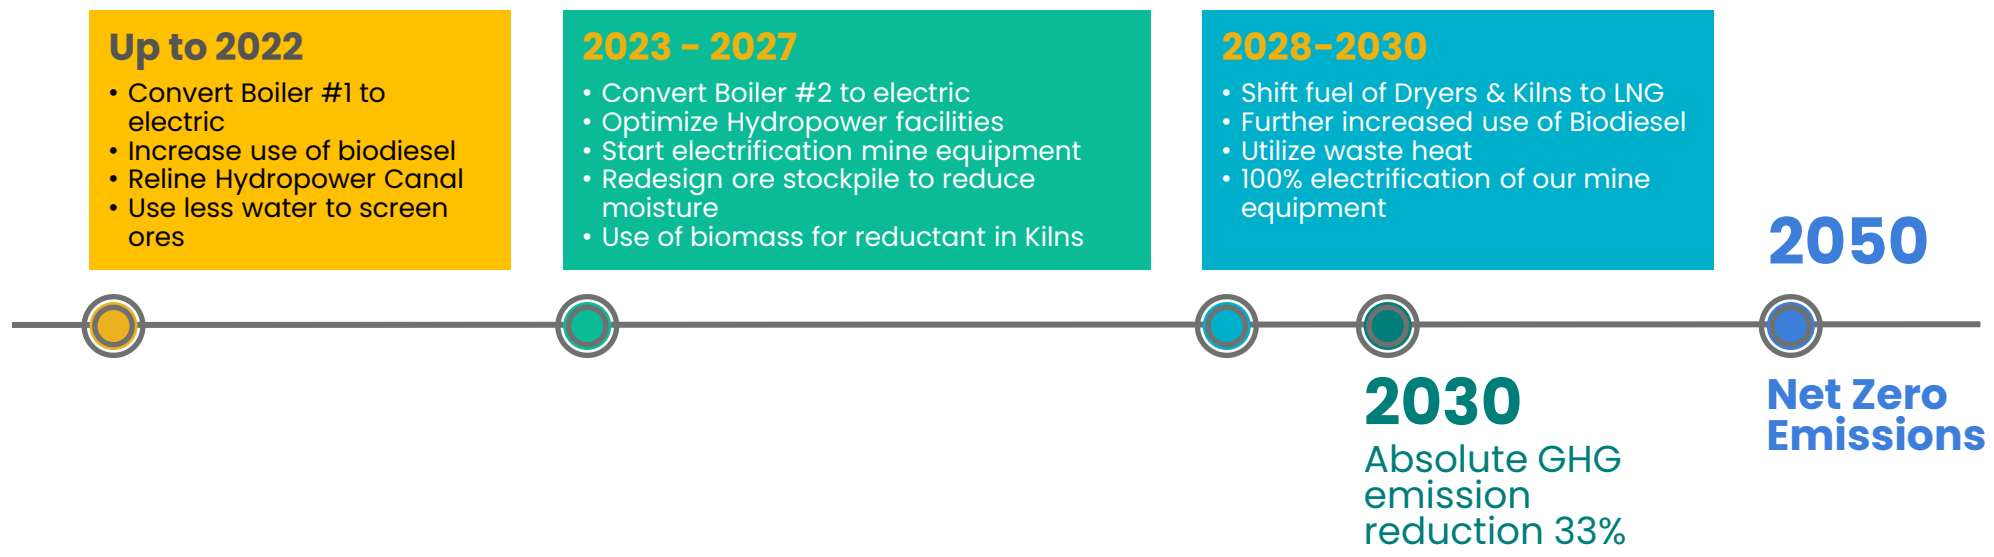 Up to 2022
• Convert Boiler #1 to
electric
• Increase use of biodiesel
• Reline Hydropower Canal
• Use less water to screen
ores
2023 - 2027
• Convert Boiler #2 to electric
• Optimize Hydropower facilities
• Start electrification mine equipment
• Redesign ore stockpile to reduce
moisture
• Use of biomass for reductant in Kilns
2028-2030
• Shift fuel of Dryers & Kilns to LNG
• Further increased use of Biodiesel
• Utilize waste heat
• 100% electrification of our mine
equipment
2030
Absolute GHG
emission
reduction 33%
2050
Net Zero
Emissions